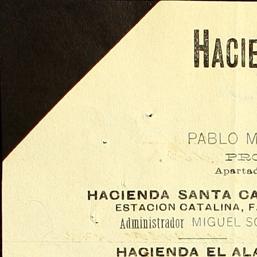 HACIE
PABLO M
PRO
Apartad
HACIENDA SANTA CA
ESTACION CATALINA, F.
Administrador MIGUEL SO
HACIENDA EL ALA